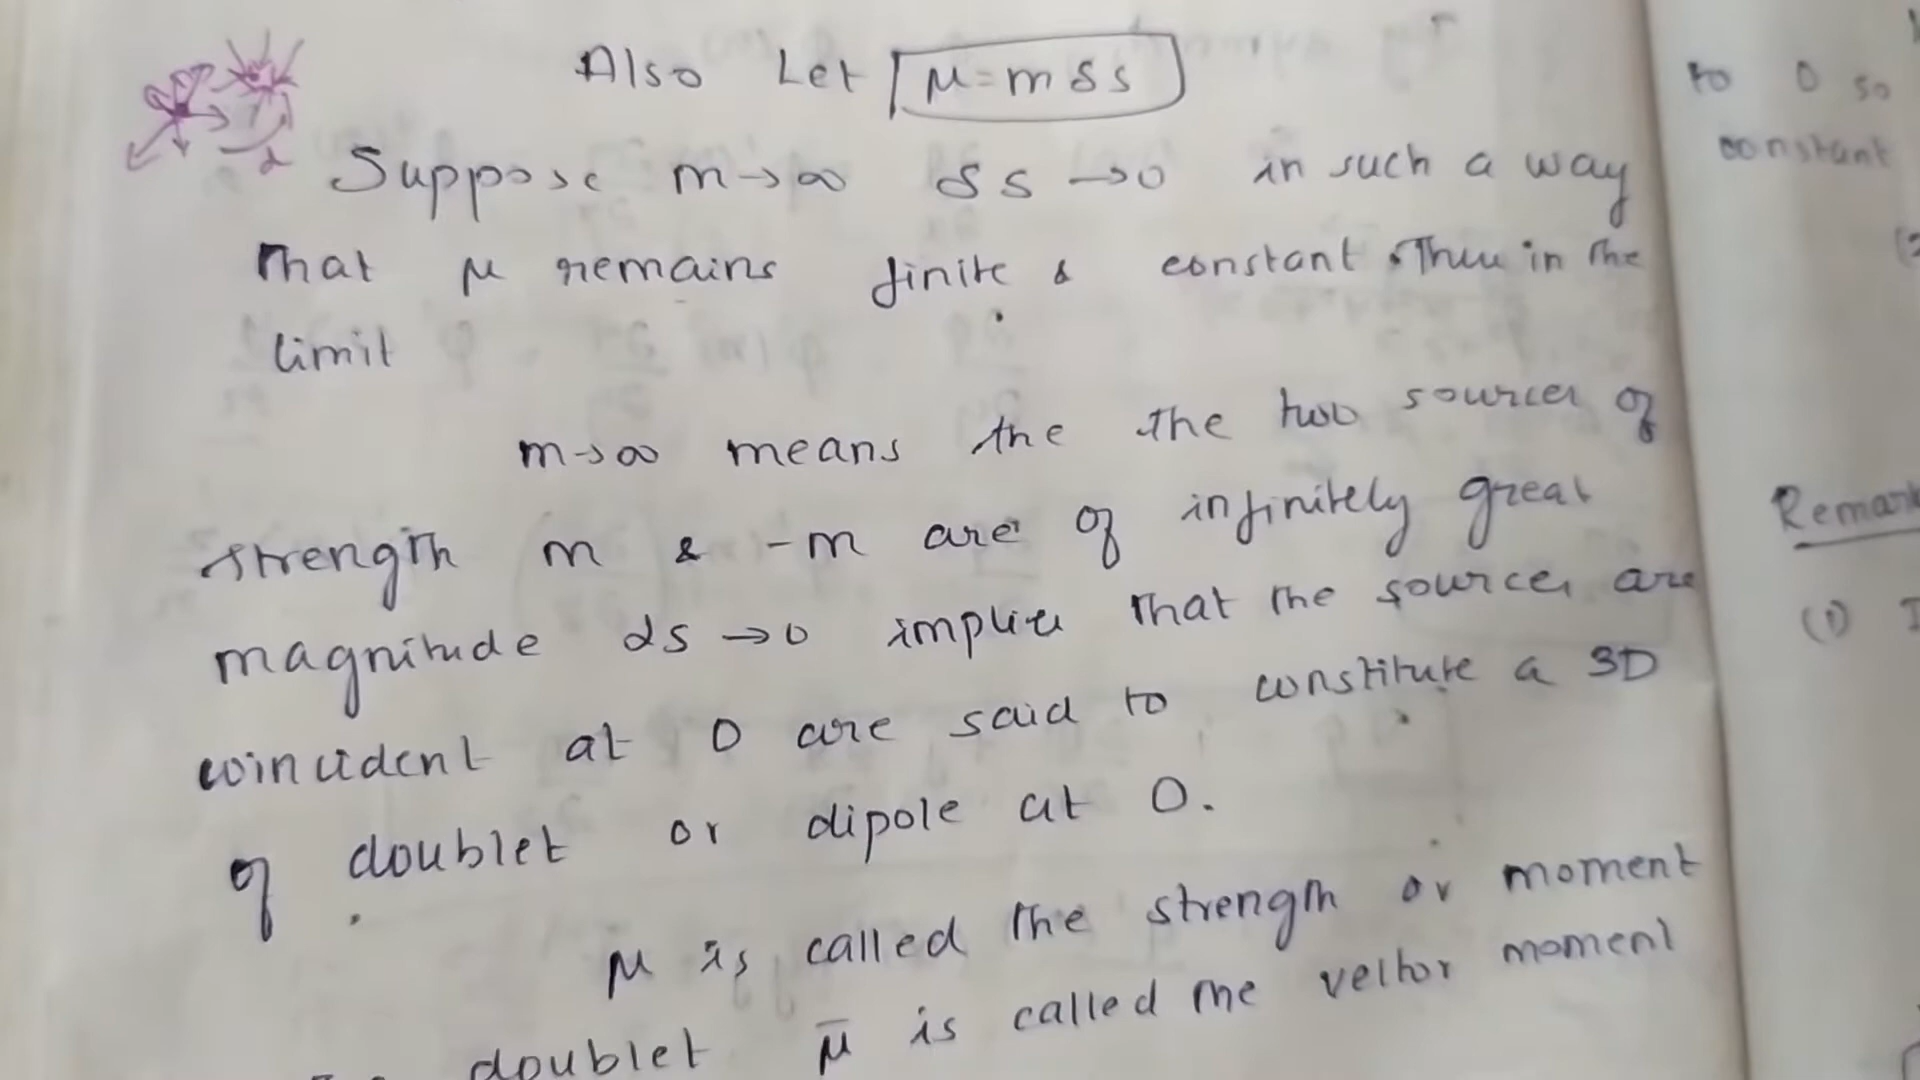 Also Let μ = m δs
Suppose m→∞ δs→0 in such a way
that μ remains finite & constant. Then in the
limit
m→∞ means the the two sources of
strength m & -m are of infinitely great
magnitude ds→0 implies that the sources are
coincident at O are said to constitute a 3D
of doublet or dipole at O.
μ is called the strength or moment
doublet μ̄ is called the vector moment
to 0 so
constant
Remark
(1)